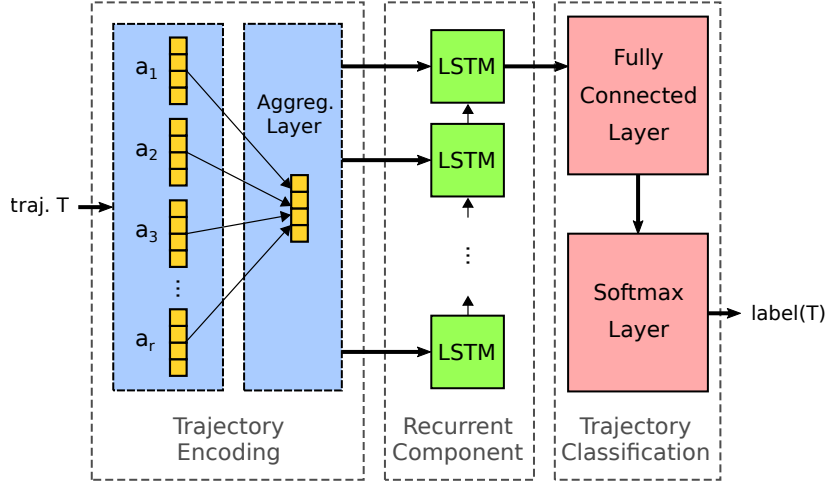 traj. T
a1
a2
a3
...
ar
Aggreg.
Layer
Trajectory
Encoding
LSTM
LSTM
...
LSTM
Recurrent
Component
Fully
Connected
Layer
Softmax
Layer
Trajectory
Classification
label(T)